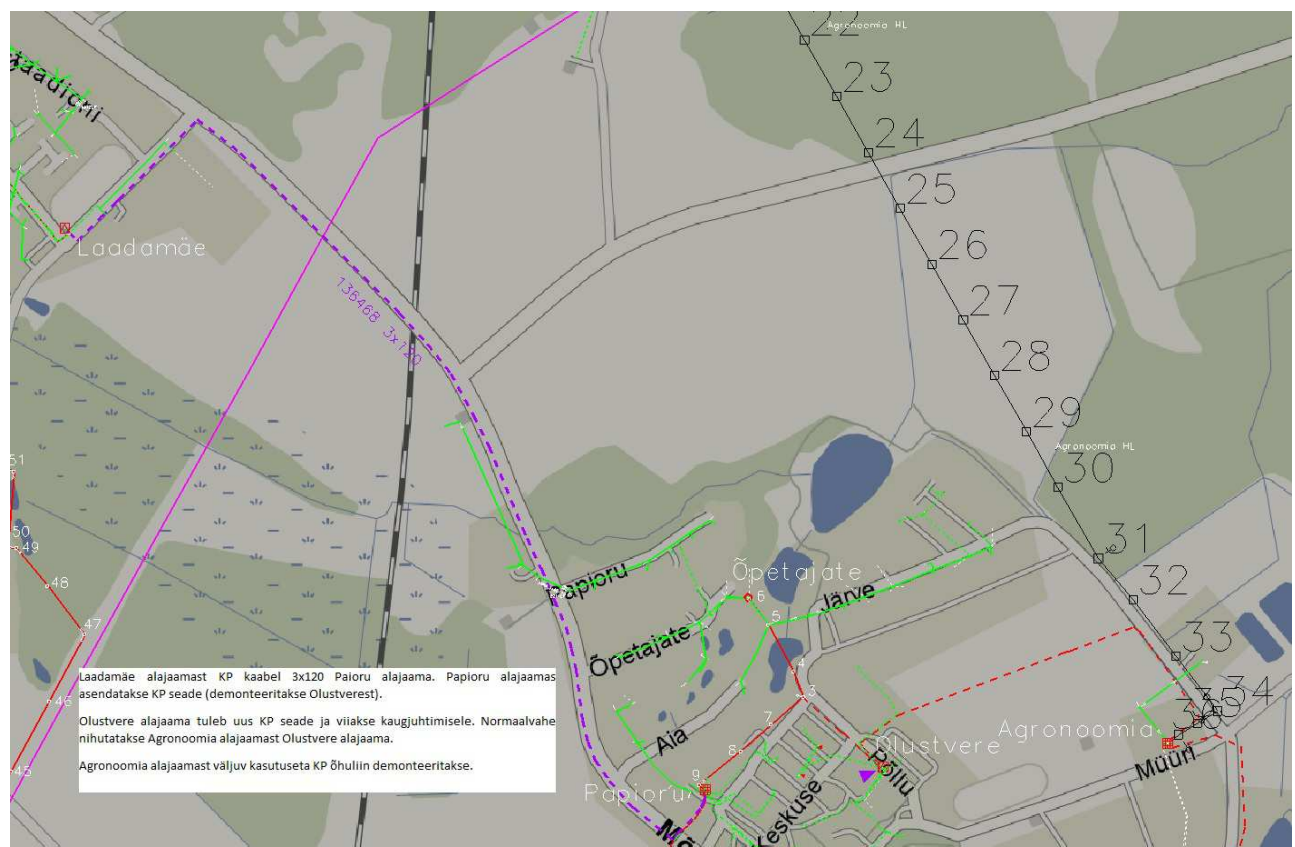 22
Agronoomia HL
23
24
25
26
27
28
29
Agronoomia HL
30
31
32
33
34
35
36
Laadamäe
136468 3x120
51
50
49
48
47
46
45
Papioru
Õpetajate
6
5
Järve
Õpetajate
4
3
7
8
9
Aia
Olustvere
Põllu
Keskuse
Papioru
Agronoomia
Müüri
Laadamäe alajaamast KP kaabel 3x120 Paioru alajaama. Papioru alajaamas
asendatakse KP seade (demonteeritakse Olustverest).
Olustvere alajaama tuleb uus KP seade ja viiakse kaugjuhtimisele. Normaalvahe
nihutatakse Agronoomia alajaamast Olustvere alajaama.
Agronoomia alajaamast väljuv kasutuseta KP õhuliin demonteeritakse.